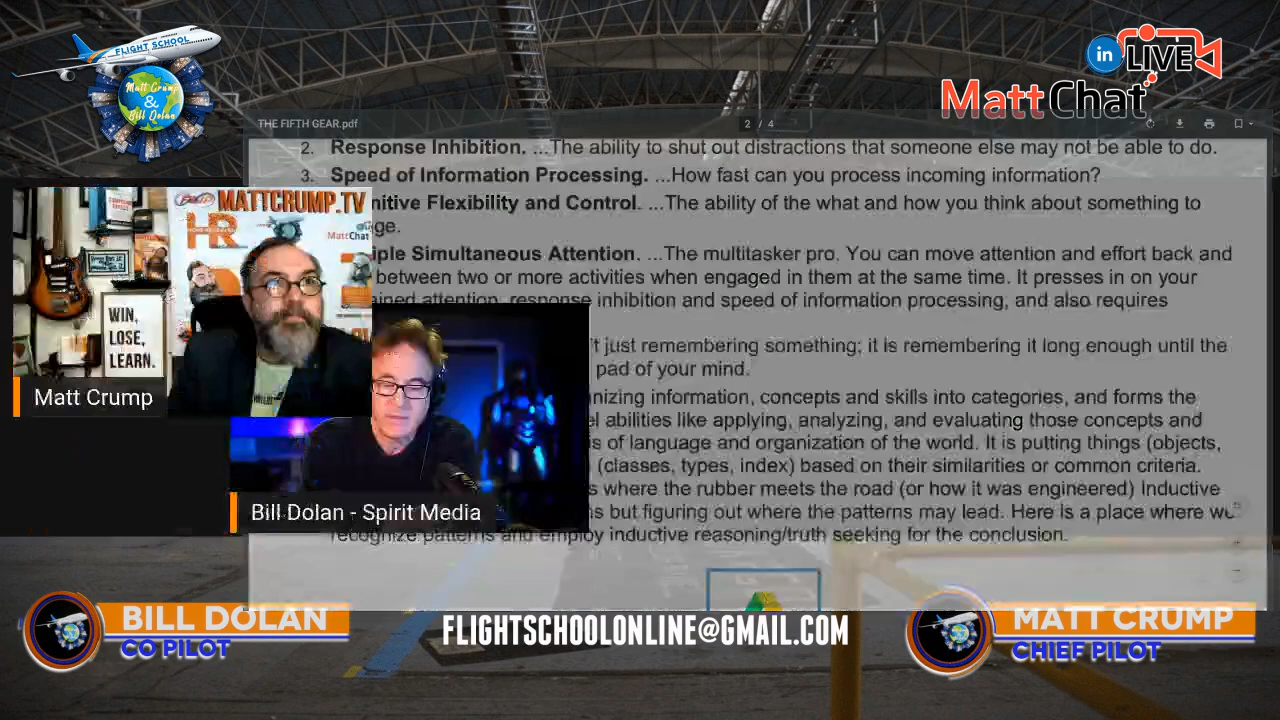 FLIGHT SCHOOL
Matt Crump
&
Bill Dolan
in LIVE
MattChat
THE FIFTH GEAR.pdf
2 / 4
2. Response Inhibition. ...The ability to shut out distractions that someone else may not be able to do.
3. Speed of Information Processing. ...How fast can you process incoming information?
nitive Flexibility and Control. ...The ability of the what and how you think about something to
ge.
iple Simultaneous Attention. ...The multitasker pro. You can move attention and effort back and
between two or more activities when engaged in them at the same time. It presses in on your
ained attention, response inhibition and speed of information processing, and also requires
't just remembering something; it is remembering it long enough until the
pad of your mind.
nizing information, concepts and skills into categories, and forms the
el abilities like applying, analyzing, and evaluating those concepts and
is of language and organization of the world. It is putting things (objects,
(classes, types, index) based on their similarities or common criteria.
s where the rubber meets the road (or how it was engineered) Inductive
ns but figuring out where the patterns may lead. Here is a place where we
recognize patterns and employ inductive reasoning/truth seeking for the conclusion.
MATTCRUMP.TV
HR
MattChat
WIN,
LOSE,
LEARN.
Matt Crump
Bill Dolan - Spirit Media
BILL DOLAN
CO PILOT
FLIGHTSCHOOLONLINE@GMAIL.COM
MATT CRUMP
CHIEF PILOT